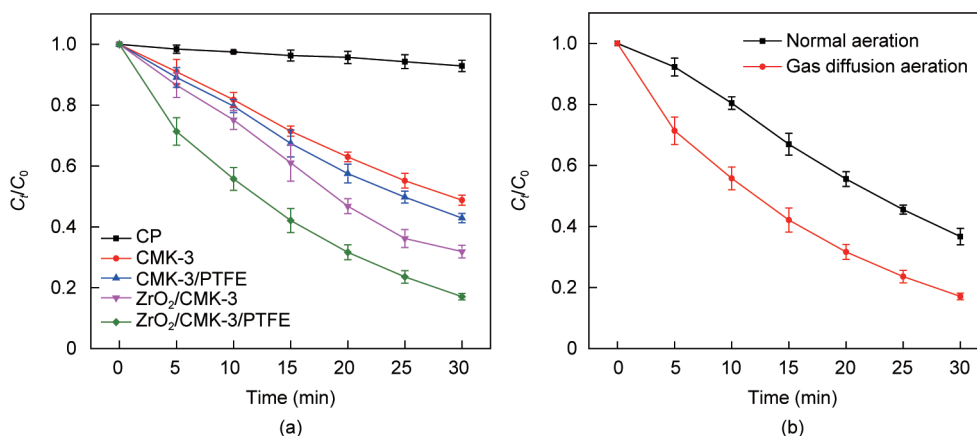 1.0
0.8
0.6
0.4
0.2
0
Cₜ/C₀
CP
CMK-3
CMK-3/PTFE
ZrO₂/CMK-3
ZrO₂/CMK-3/PTFE
0 5 10 15 20 25 30
Time (min)
(a)
1.0
0.8
0.6
0.4
0.2
0
Cₜ/C₀
Normal aeration
Gas diffusion aeration
0 5 10 15 20 25 30
Time (min)
(b)